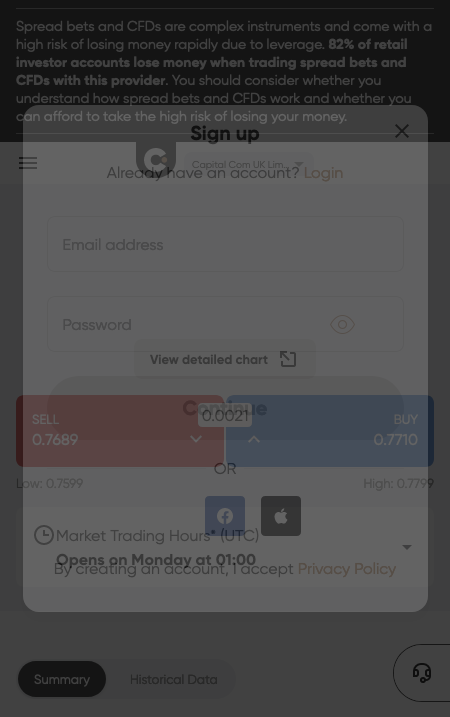 Spread bets and CFDs are complex instruments and come with a
high risk of losing money rapidly due to leverage. 82% of retail
investor accounts lose money when trading spread bets and
CFDs with this provider. You should consider whether you
understand how spread bets and CFDs work and whether you
can afford to take the high risk of losing your money.
Sign up
Capital Com UK Lim...
Already have an account? Login
Email address
Password
View detailed chart
Continue
SELL
0.0021
BUY
0.7689
0.7710
OR
Low: 0.7599
High: 0.7799
Market Trading Hours* (UTC)
Opens on Monday at 01:00
By creating an account, I accept Privacy Policy
Summary
Historical Data